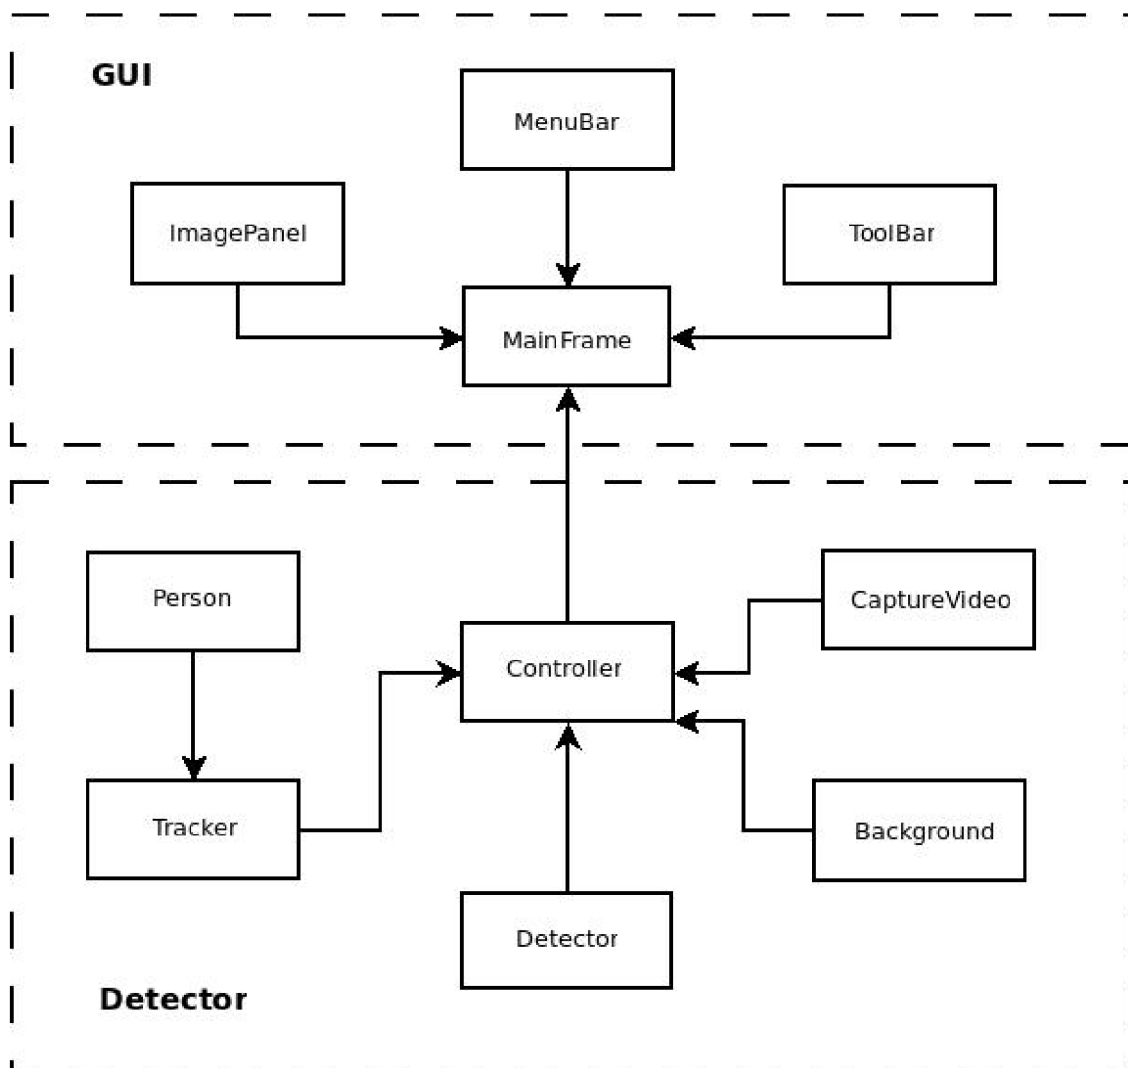 GUI
MenuBar
ImagePanel
ToolBar
MainFrame
Person
CaptureVideo
Controller
Tracker
Background
Detector
Detector